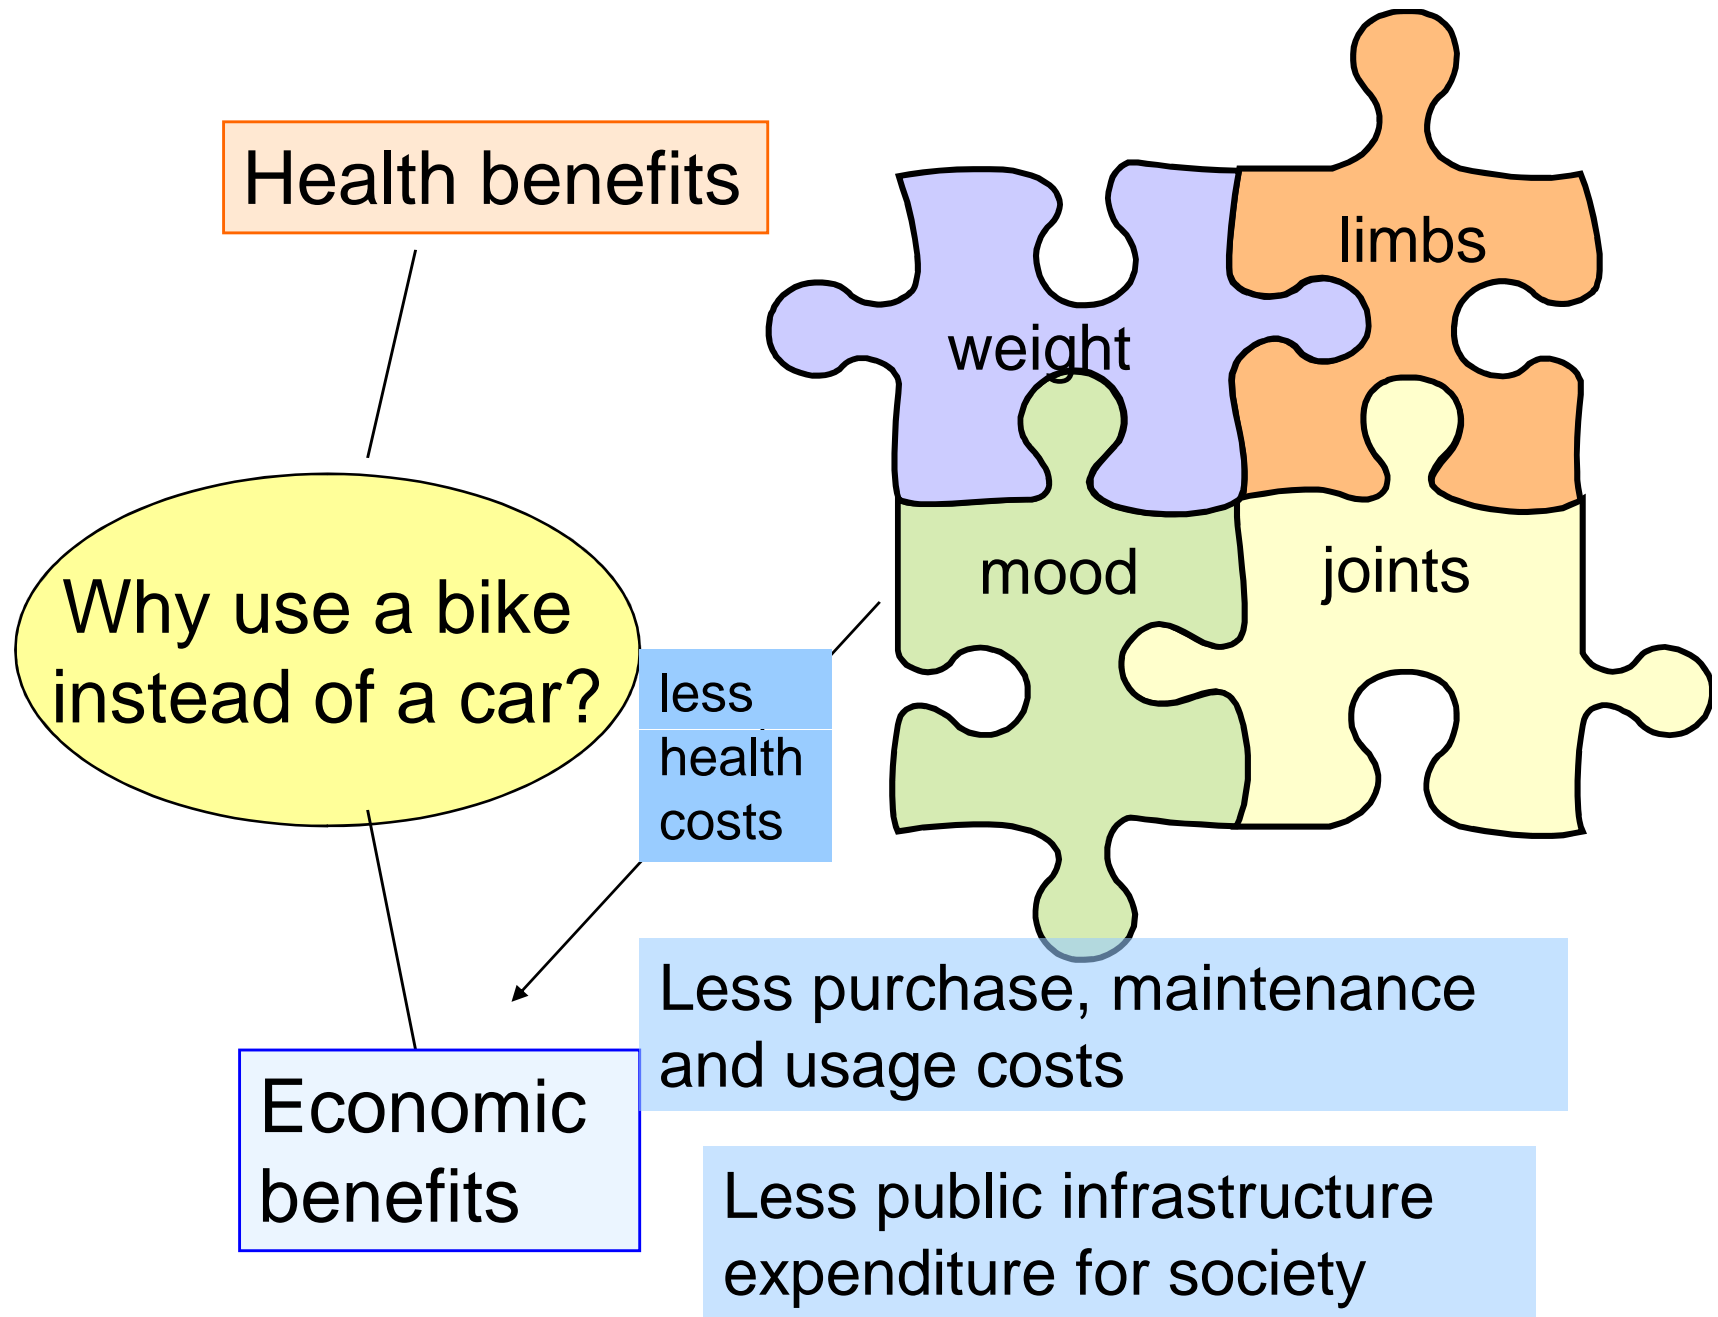 Health benefits
limbs
weight
mood
joints
Why use a bike
instead of a car?
less
health
costs
Less purchase, maintenance
and usage costs
Economic
benefits
Less public infrastructure
expenditure for society